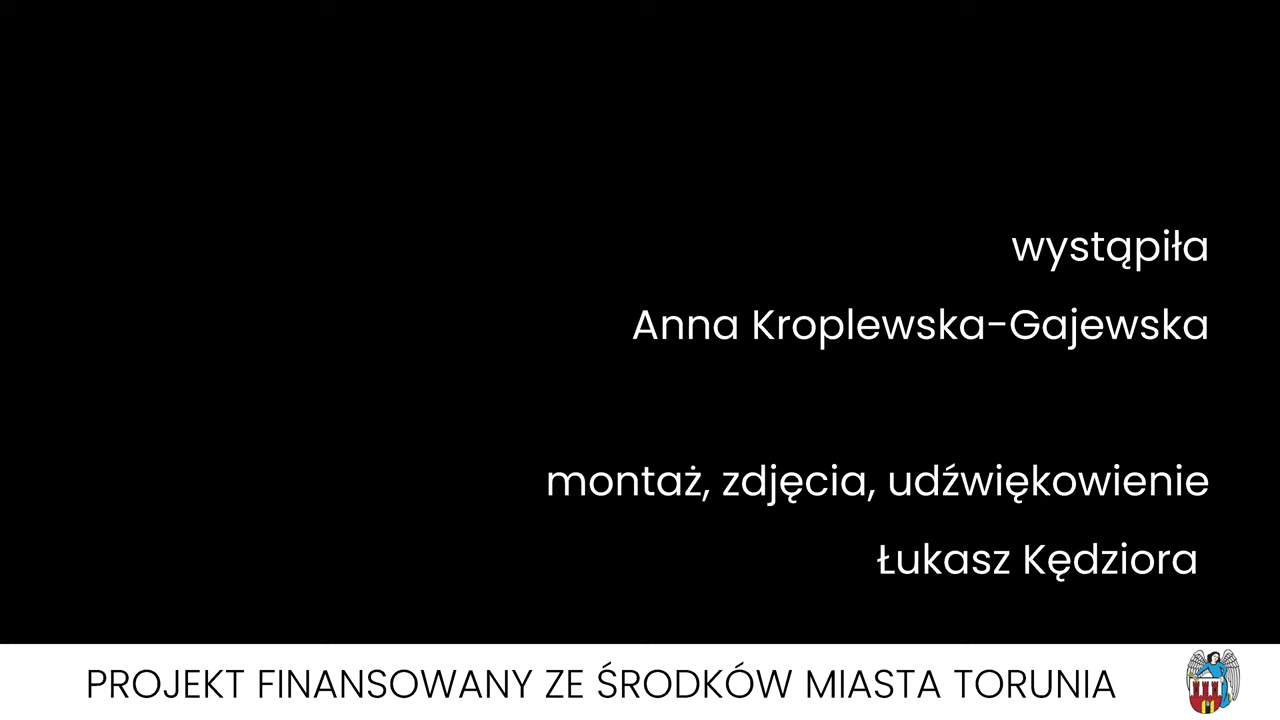 wystąpiła
Anna Kroplewska-Gajewska
montaż, zdjęcia, udźwiękowienie
Łukasz Kędziora
PROJEKT FINANSOWANY ZE ŚRODKÓW MIASTA TORUNIA